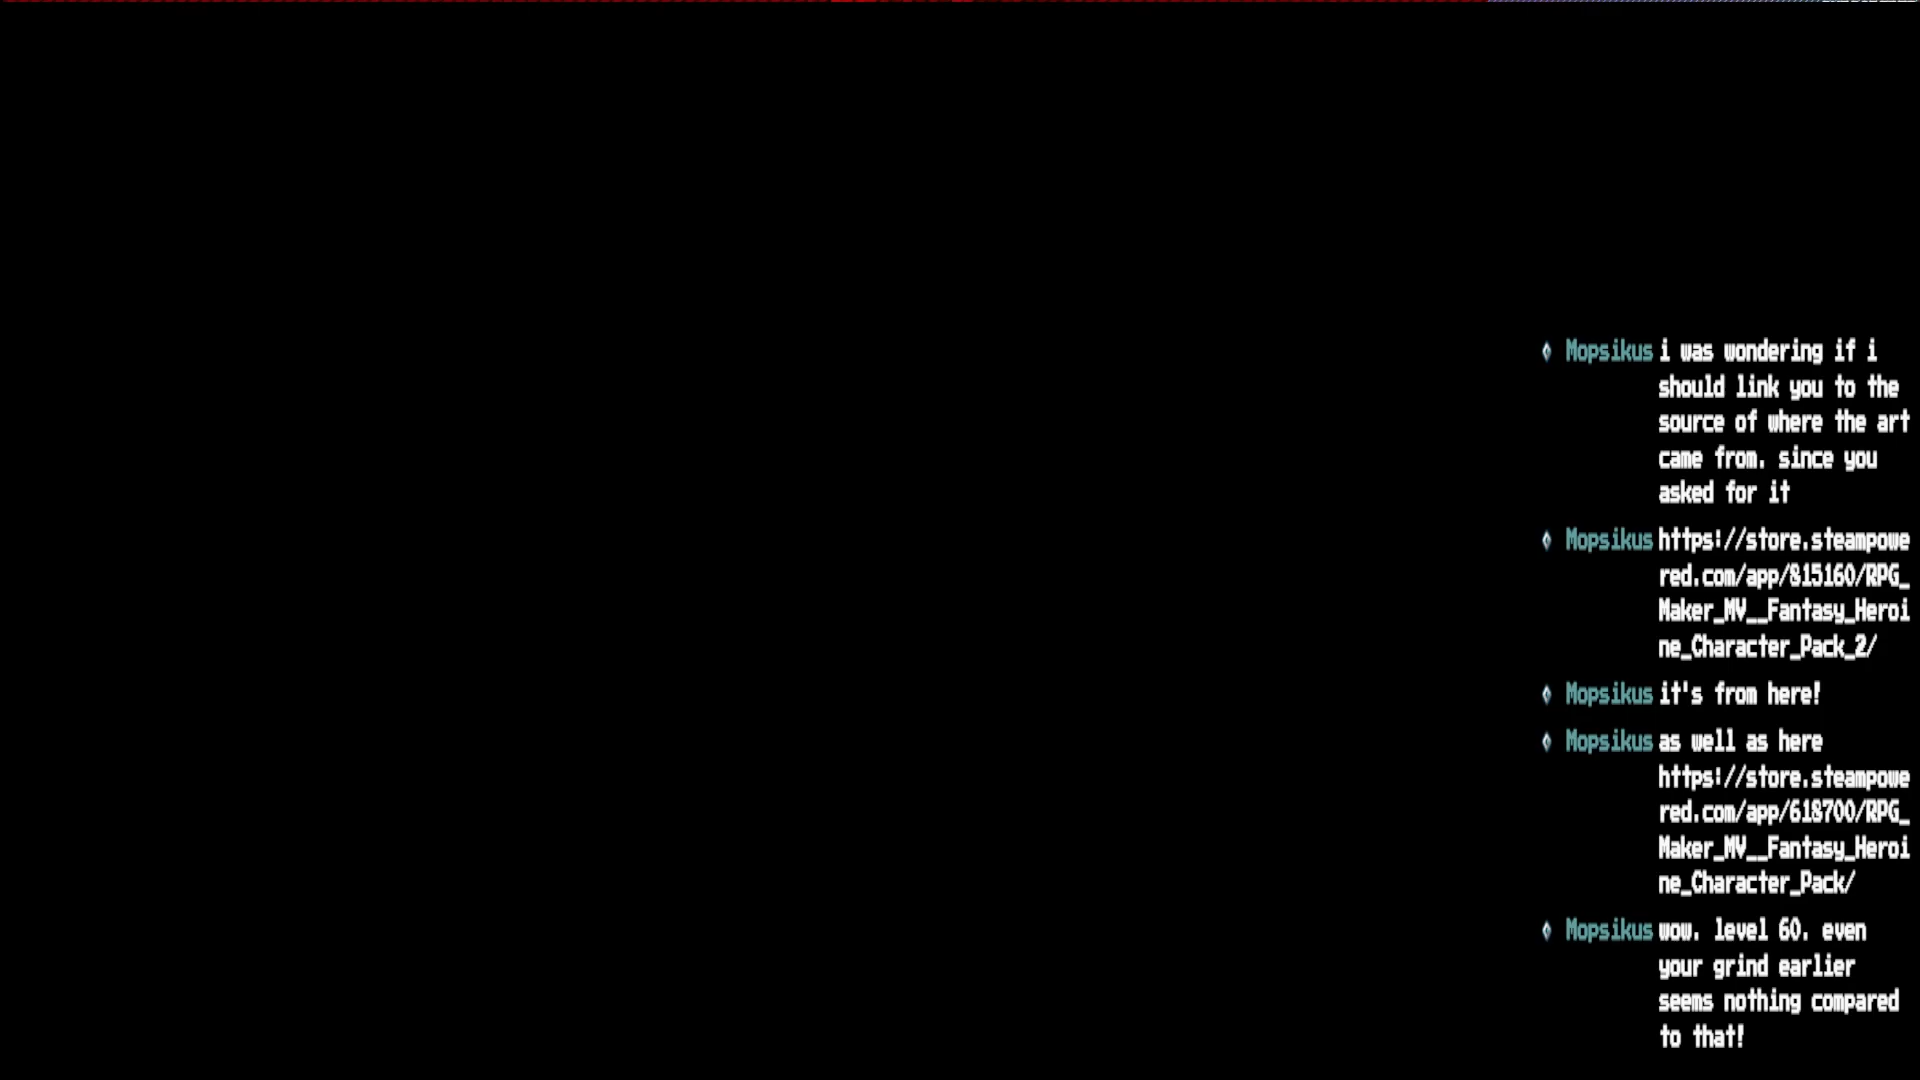 Mopsikus i was wondering if i
should link you to the
source of where the art
came from. since you
asked for it
Mopsikus https://store.steampowe
red.com/app/815160/RPG_
Maker_MV__Fantasy_Heroi
ne_Character_Pack_2/
Mopsikus it's from here!
Mopsikus as well as here
https://store.steampowe
red.com/app/618700/RPG_
Maker_MV__Fantasy_Heroi
ne_Character_Pack/
Mopsikus wow. level 60. even
your grind earlier
seems nothing compared
to that!